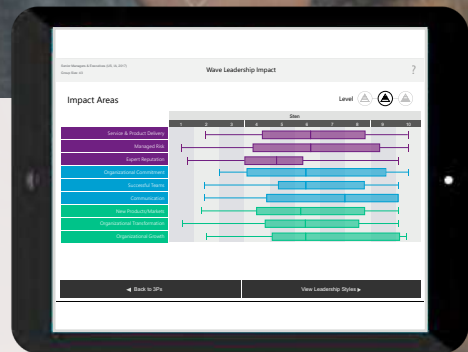 Wave Leadership Impact
?
Impact Areas
Level
Sten
1 2 3 4 5 6 7 8 9 10
Service & Product Delivery
Managed Risk
Expert Reputation
Organizational Commitment
Successful Teams
Communication
New Products/Markets
Organizational Transformation
Organizational Growth
◀ Back to 3Ps
View Leadership Styles ▶